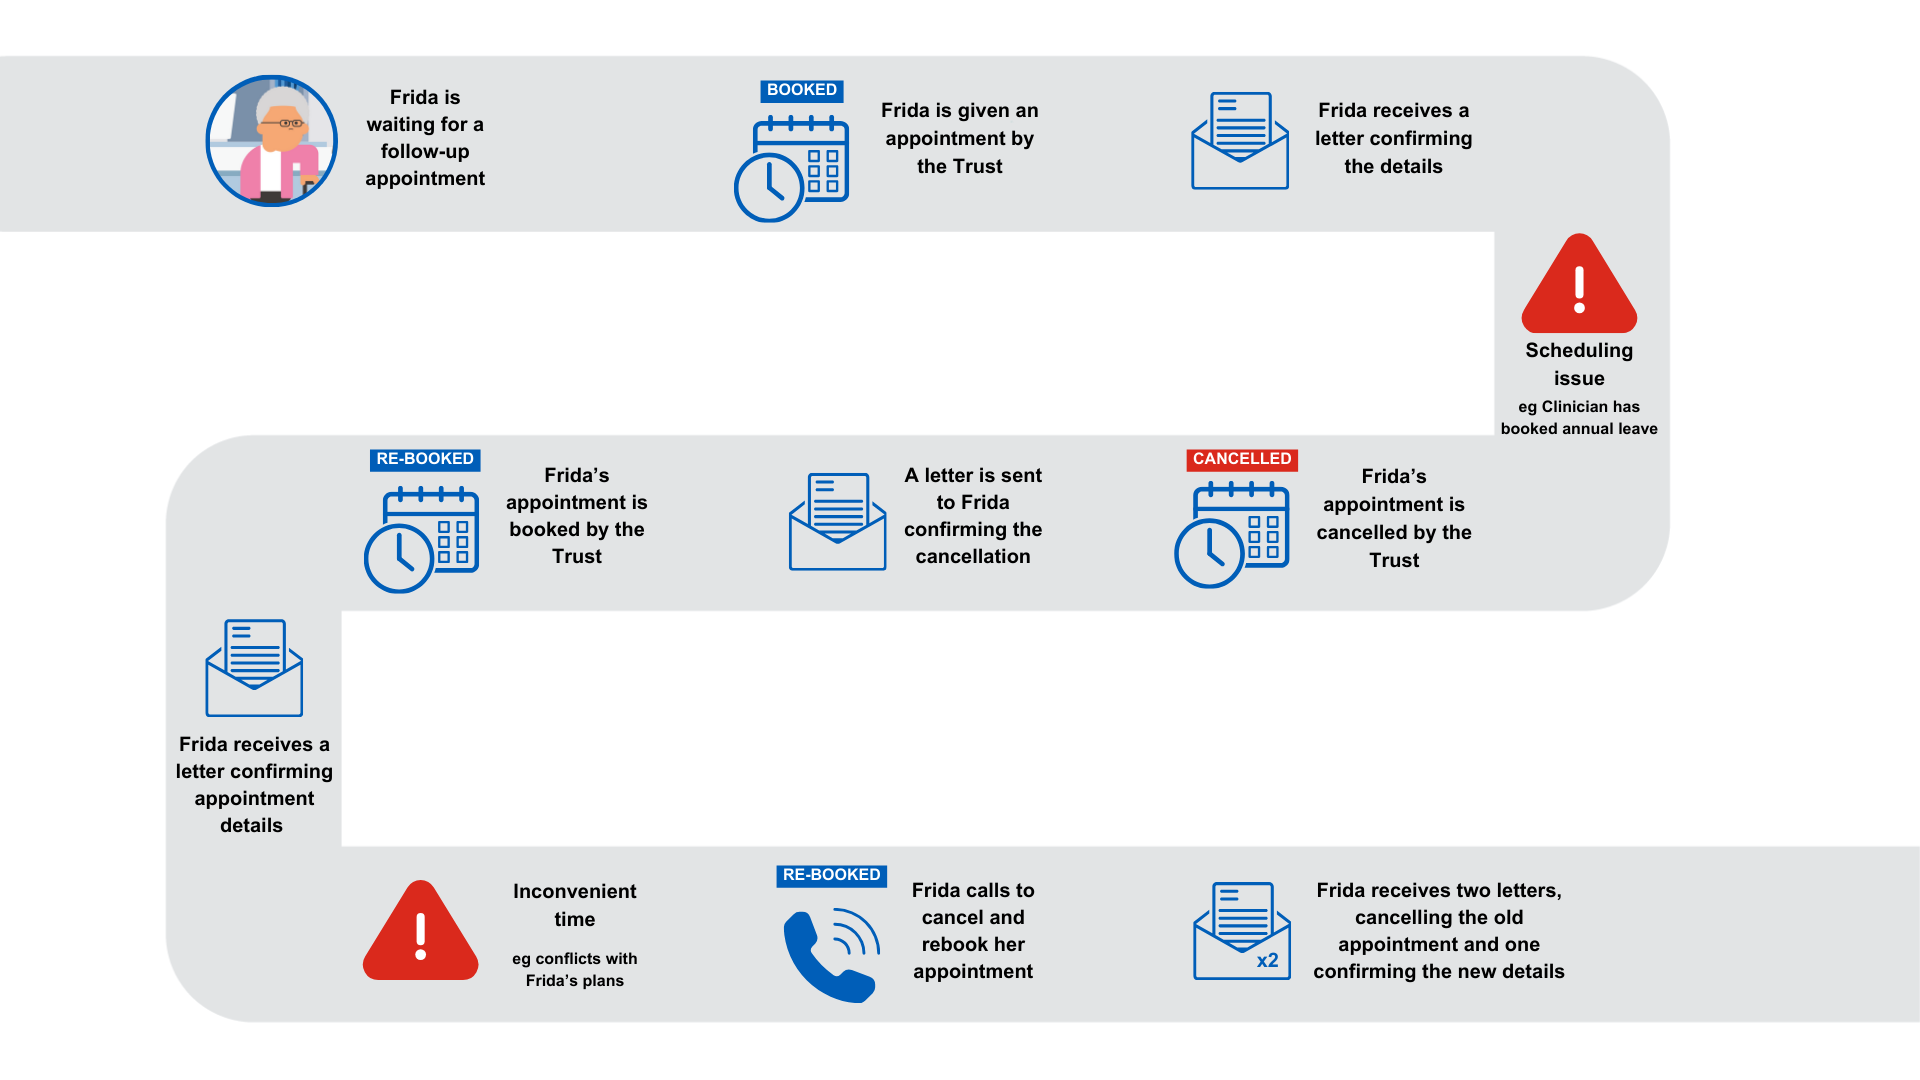 Frida is
waiting for a
follow-up
appointment
BOOKED
Frida is given an
appointment by
the Trust
Frida receives a
letter confirming
the details
Scheduling
issue
eg Clinician has
booked annual leave
CANCELLED
Frida’s
appointment is
cancelled by the
Trust
A letter is sent
to Frida
confirming the
cancellation
RE-BOOKED
Frida’s
appointment is
booked by the
Trust
Frida receives a
letter confirming
appointment
details
Inconvenient
time
eg conflicts with
Frida’s plans
RE-BOOKED
Frida calls to
cancel and
rebook her
appointment
x2
Frida receives two letters,
cancelling the old
appointment and one
confirming the new details